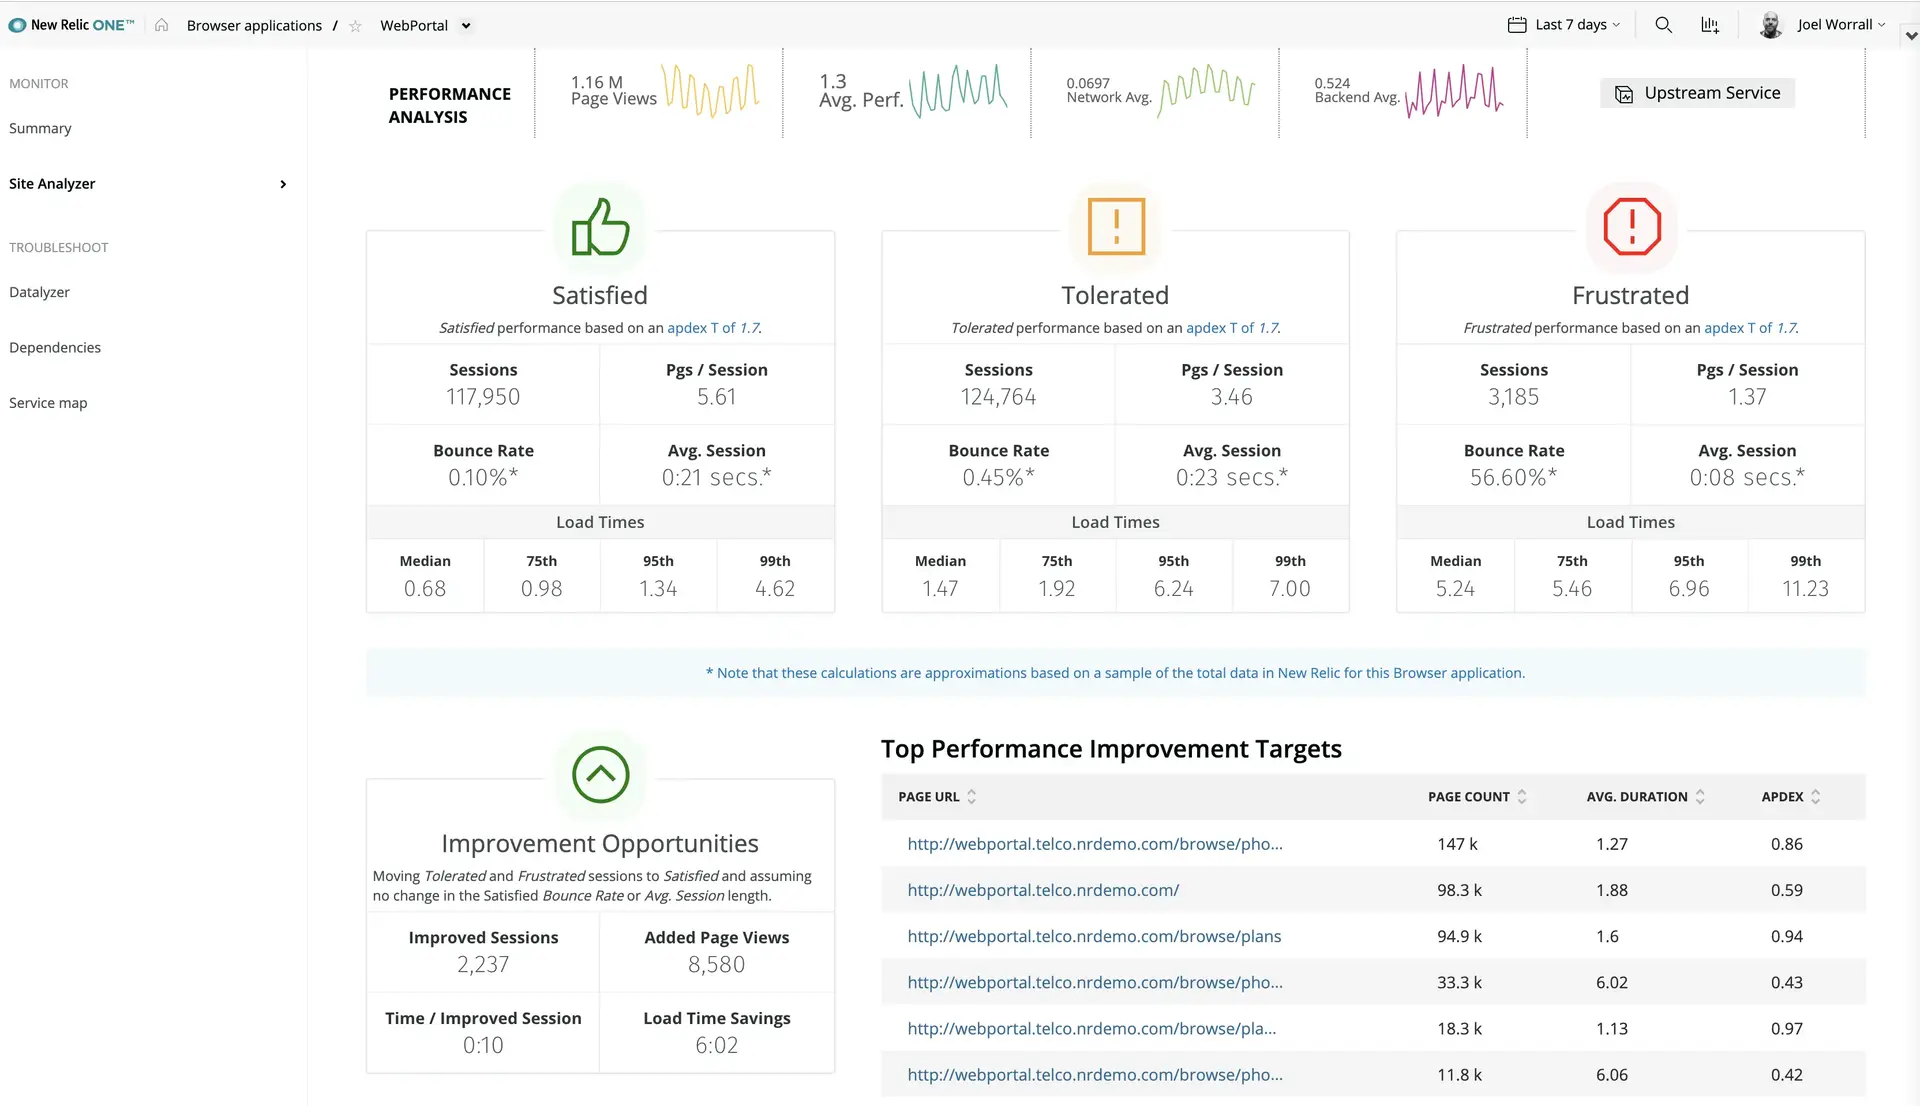 New Relic ONE™
Browser applications / WebPortal
Last 7 days
Joel Worrall
MONITOR
Summary
Site Analyzer
TROUBLESHOOT
Datalyzer
Dependencies
Service map
PERFORMANCE
ANALYSIS
1.16 M
Page Views
1.3
Avg. Perf.
0.0697
Network Avg.
0.524
Backend Avg.
Upstream Service
Satisfied
Satisfied performance based on an apdex T of 1.7.
Sessions
117,950
Pgs / Session
5.61
Bounce Rate
0.10%*
Avg. Session
0:21 secs.*
Load Times
Median 75th 95th 99th
0.68 0.98 1.34 4.62
Tolerated
Tolerated performance based on an apdex T of 1.7.
Sessions
124,764
Pgs / Session
3.46
Bounce Rate
0.45%*
Avg. Session
0:23 secs.*
Load Times
Median 75th 95th 99th
1.47 1.92 6.24 7.00
Frustrated
Frustrated performance based on an apdex T of 1.7.
Sessions
3,185
Pgs / Session
1.37
Bounce Rate
56.60%*
Avg. Session
0:08 secs.*
Load Times
Median 75th 95th 99th
5.24 5.46 6.96 11.23
* Note that these calculations are approximations based on a sample of the total data in New Relic for this Browser application.
Improvement Opportunities
Moving Tolerated and Frustrated sessions to Satisfied and assuming
no change in the Satisfied Bounce Rate or Avg. Session length.
Improved Sessions
2,237
Added Page Views
8,580
Time / Improved Session
0:10
Load Time Savings
6:02
Top Performance Improvement Targets
PAGE URL PAGE COUNT AVG. DURATION APDEX
http://webportal.telco.nrdemo.com/browse/pho... 147 k 1.27 0.86
http://webportal.telco.nrdemo.com/ 98.3 k 1.88 0.59
http://webportal.telco.nrdemo.com/browse/plans 94.9 k 1.6 0.94
http://webportal.telco.nrdemo.com/browse/pho... 33.3 k 6.02 0.43
http://webportal.telco.nrdemo.com/browse/pla... 18.3 k 1.13 0.97
http://webportal.telco.nrdemo.com/browse/pho... 11.8 k 6.06 0.42